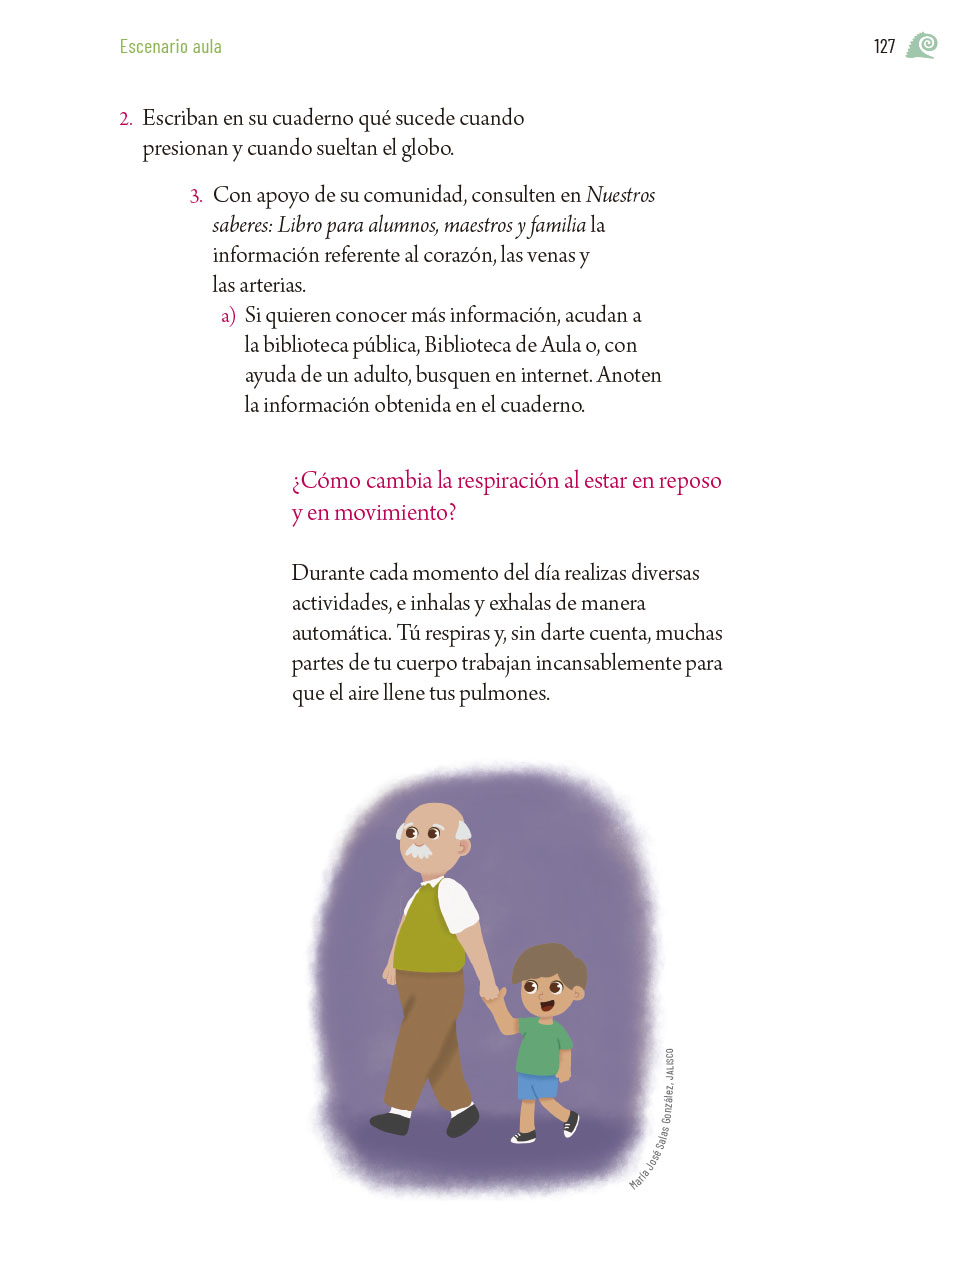 Escenario aula
127
2. Escriban en su cuaderno qué sucede cuando
presionan y cuando sueltan el globo.
3. Con apoyo de su comunidad, consulten en Nuestros
saberes: Libro para alumnos, maestros y familia la
información referente al corazón, las venas y
las arterias.
a) Si quieren conocer más información, acudan a
la biblioteca pública, Biblioteca de Aula o, con
ayuda de un adulto, busquen en internet. Anoten
la información obtenida en el cuaderno.
¿Cómo cambia la respiración al estar en reposo
y en movimiento?
Durante cada momento del día realizas diversas
actividades, e inhalas y exhalas de manera
automática. Tú respiras y, sin darte cuenta, muchas
partes de tu cuerpo trabajan incansablemente para
que el aire llene tus pulmones.
María José Salas González, JALISCO